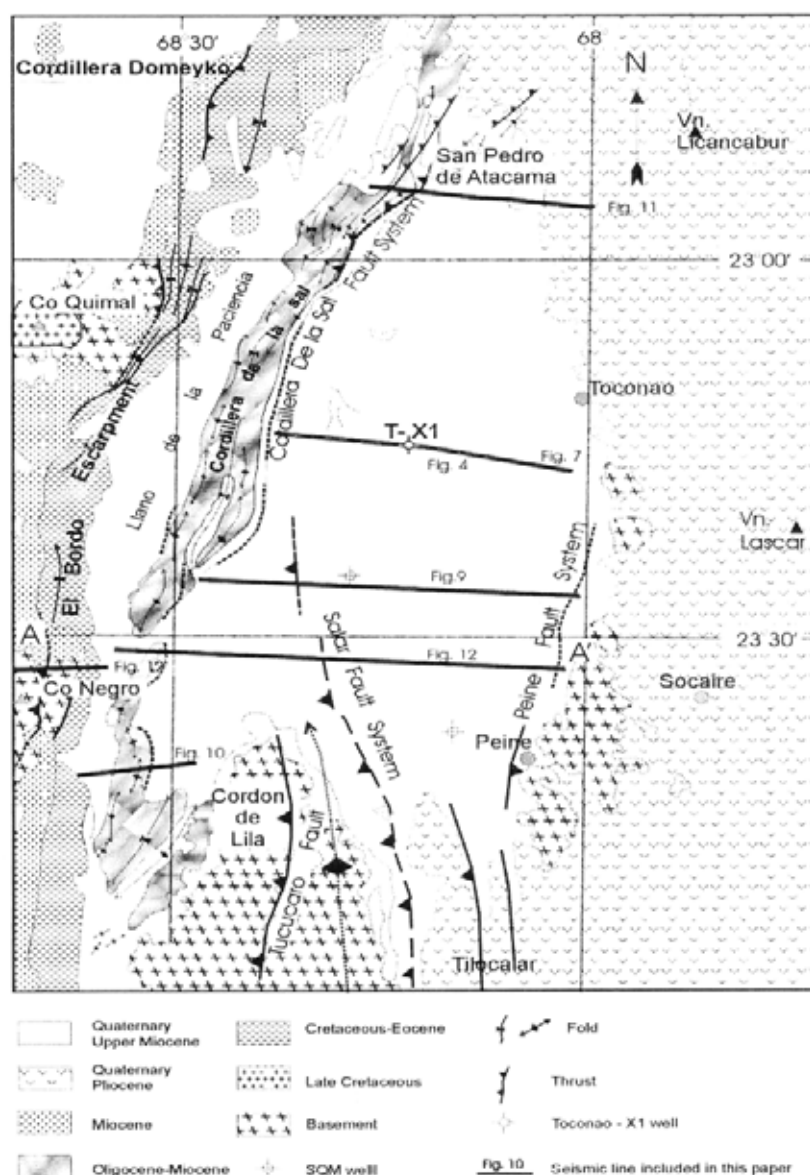 68 30'
68
Cordillera Domeyko
N
Vn.
Licancabur
San Pedro
de Atacama
Fig. 11
23 00'
Co Quimal
Paciencia
la
de
Llano
Cordillera de la sal
Cordillera De la Sal Fault System
Toconao
T-X1
Fig. 4
Fig. 7
Escarpment
El Bordo
Vn.
Lascar
Fig.9
Peine Fault System
A
23 30'
A'
Fig. 12
Fig. 12
Co Negro
Salar Fault System
Socaire
Peine
Fig. 10
Cordon
de
Lila
Tucucaro Fault
Tilocalar
Quaternary
Upper Miocene
Cretaceous-Eocene
Fold
Quaternary
Pliocene
Late Cretaceous
Thrust
Miocene
Basement
Toconao - X1 well
Oligocene-Miocene
SQM welll
Fig. 10
Seismic line included in this paper